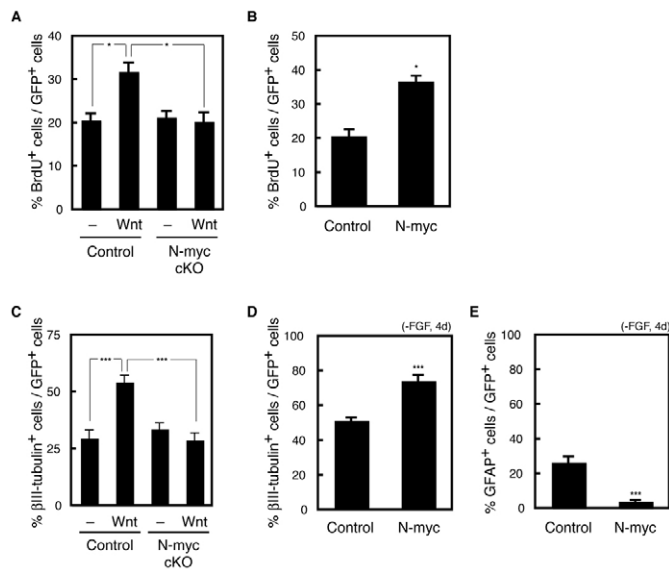 A
% BrdU+ cells / GFP+ cells
40
30
20
10
0
*
*
– Wnt – Wnt
Control N-myc
cKO
B
% BrdU+ cells / GFP+ cells
50
40
30
20
10
0
*
Control N-myc
C
% βIII-tubulin+ cells / GFP+ cells
75
50
25
0
***
***
– Wnt – Wnt
Control N-myc
cKO
D
(-FGF, 4d)
% βIII-tubulin+ cells / GFP+ cells
100
80
60
40
20
0
***
Control N-myc
E
(-FGF, 4d)
% GFAP+ cells / GFP+ cells
100
80
60
40
20
0
***
Control N-myc